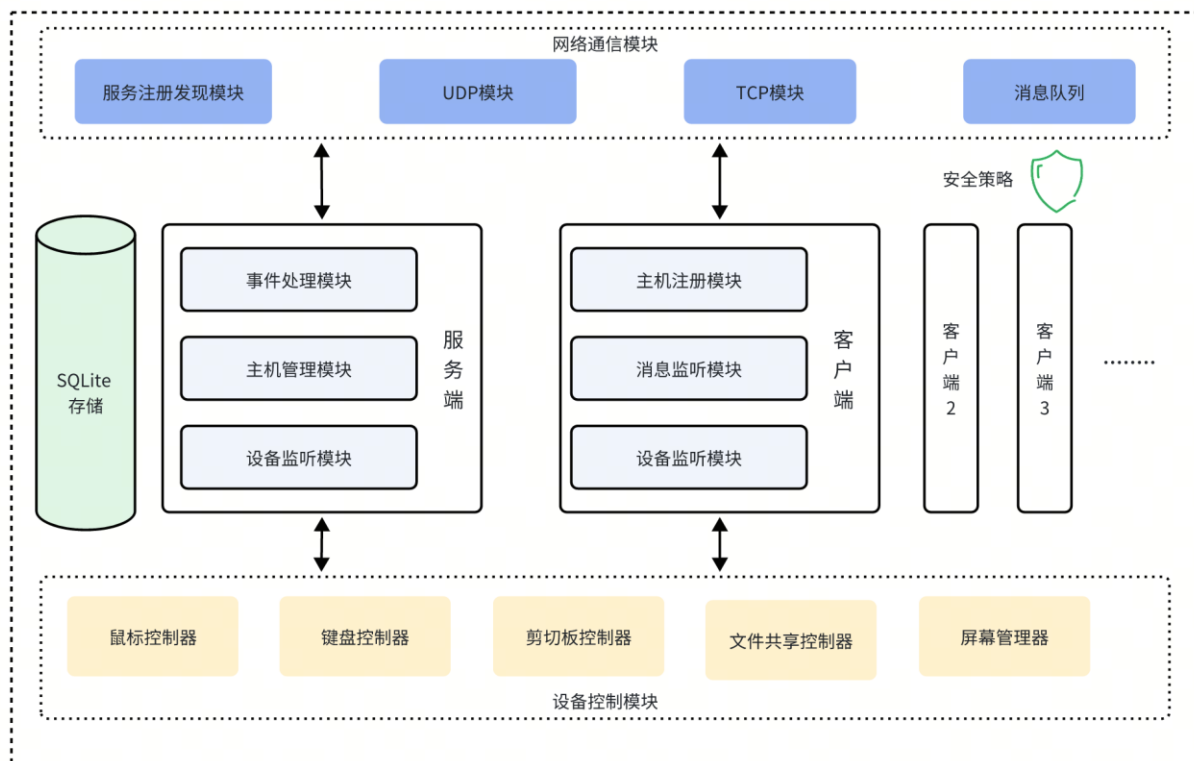 网络通信模块
服务注册发现模块
UDP模块
TCP模块
消息队列
安全策略
SQLite
存储
事件处理模块
主机管理模块
设备监听模块
服
务
端
主机注册模块
消息监听模块
设备监听模块
客
户
端
客
户
端
2
客
户
端
3
........
鼠标控制器
键盘控制器
剪切板控制器
文件共享控制器
屏幕管理器
设备控制模块